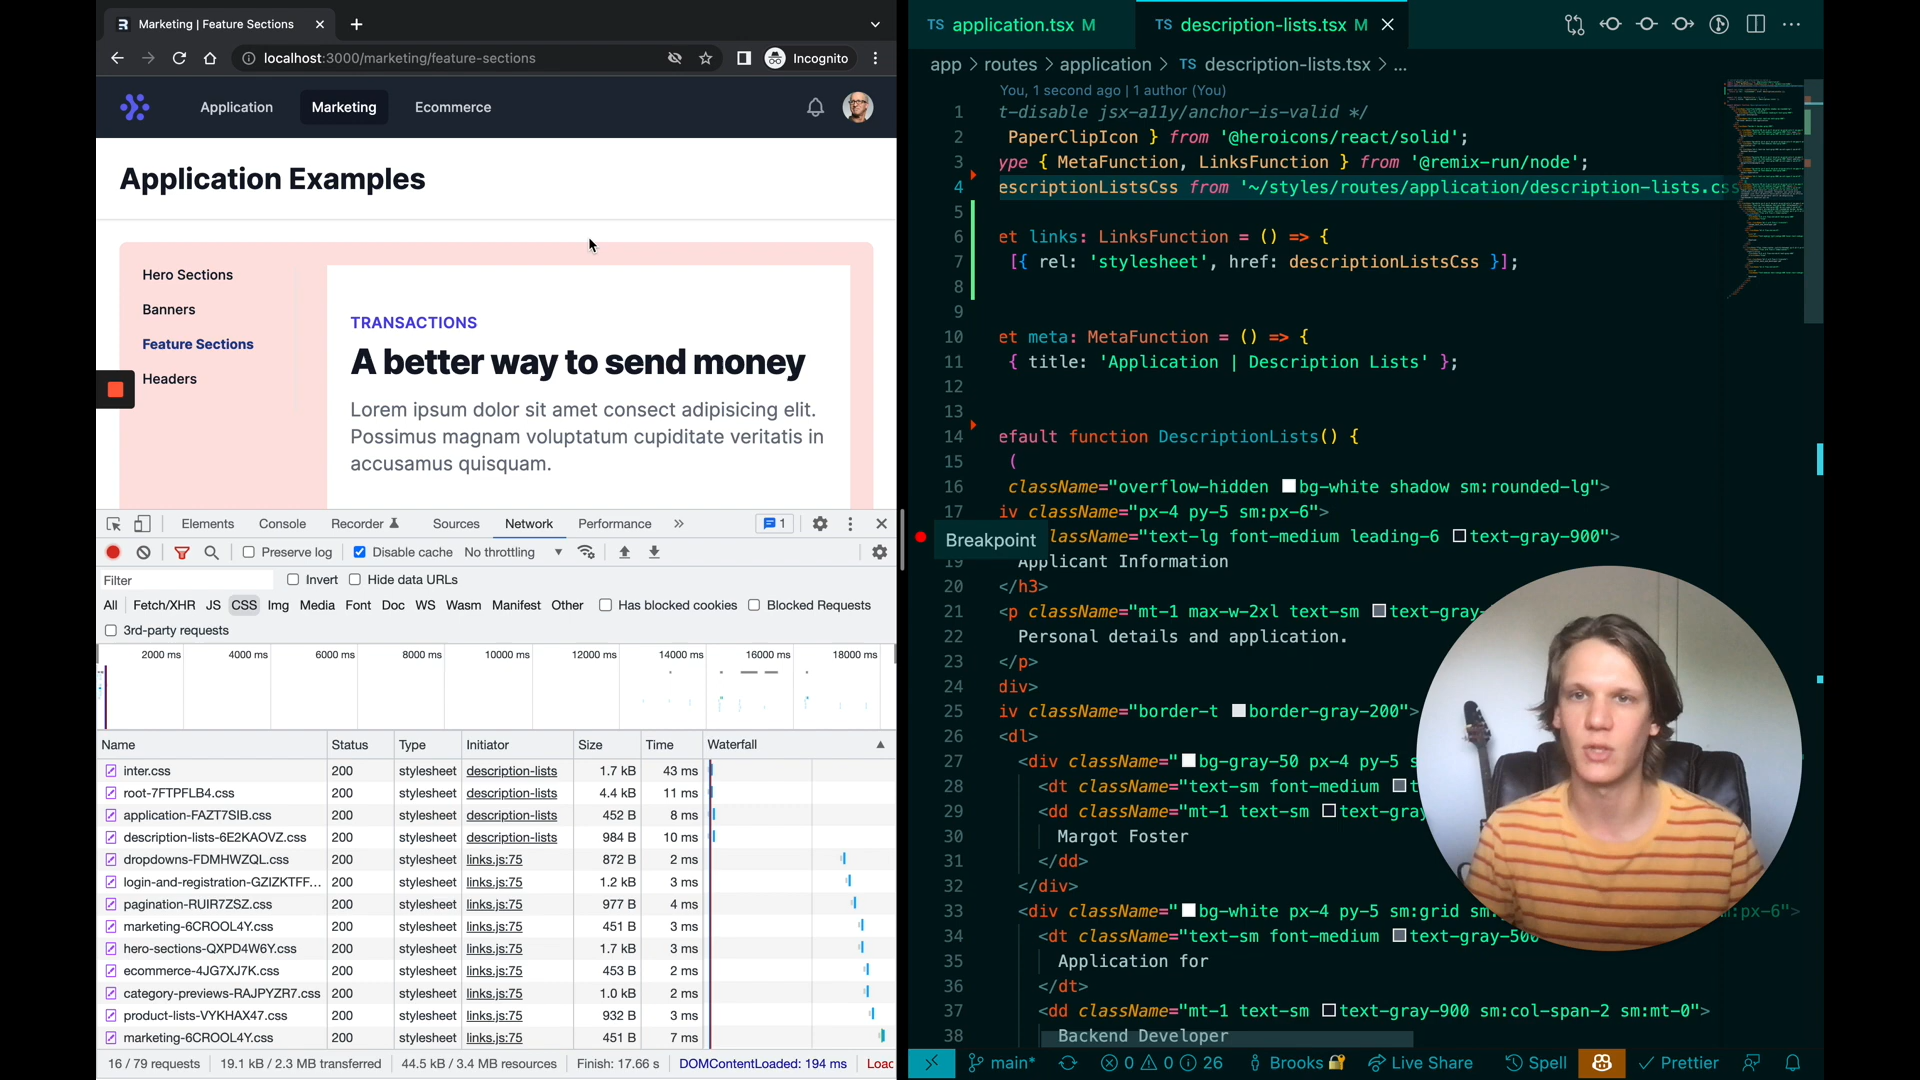 Marketing | Feature Sections
localhost:3000/marketing/feature-sections
Incognito
Application
Marketing
Ecommerce
Application Examples
Hero Sections
Banners
Feature Sections
Headers
TRANSACTIONS
A better way to send money
Lorem ipsum dolor sit amet consect adipisicing elit.
Possimus magnam voluptatum cupiditate veritatis in
accusamus quisquam.
Elements Console Recorder Sources Network Performance » 1
Preserve log Disable cache No throttling
Filter Invert Hide data URLs
All Fetch/XHR JS CSS Img Media Font Doc WS Wasm Manifest Other Has blocked cookies Blocked Requests
3rd-party requests
2000 ms 4000 ms 6000 ms 8000 ms 10000 ms 12000 ms 14000 ms 16000 ms 18000 ms
Name Status Type Initiator Size Time Waterfall
inter.css 200 stylesheet description-lists 1.7 kB 43 ms
root-7FTPFLB4.css 200 stylesheet description-lists 4.4 kB 11 ms
application-FAZT7SIB.css 200 stylesheet description-lists 452 B 8 ms
description-lists-6E2KAOVZ.css 200 stylesheet description-lists 984 B 10 ms
dropdowns-FDMHWZQL.css 200 stylesheet links.js:75 872 B 2 ms
login-and-registration-GZIZKTFF... 200 stylesheet links.js:75 1.2 kB 3 ms
pagination-RUIR7ZSZ.css 200 stylesheet links.js:75 977 B 4 ms
marketing-6CROOL4Y.css 200 stylesheet links.js:75 451 B 3 ms
hero-sections-QXPD4W6Y.css 200 stylesheet links.js:75 1.7 kB 3 ms
ecommerce-4JG7XJ7K.css 200 stylesheet links.js:75 453 B 2 ms
category-previews-RAJPYZR7.css 200 stylesheet links.js:75 1.0 kB 2 ms
product-lists-VYKHAX47.css 200 stylesheet links.js:75 932 B 3 ms
marketing-6CROOL4Y.css 200 stylesheet links.js:75 451 B 7 ms
16 / 79 requests 19.1 kB / 2.3 MB transferred 44.5 kB / 3.4 MB resources Finish: 17.66 s DOMContentLoaded: 194 ms Loac
TS application.tsx M TS description-lists.tsx M
app > routes > application > TS description-lists.tsx > ...
You, 1 second ago | 1 author (You)
1 t-disable jsx-a11y/anchor-is-valid */
2 PaperClipIcon } from '@heroicons/react/solid';
3 ype { MetaFunction, LinksFunction } from '@remix-run/node';
4 escriptionListsCss from '~/styles/routes/application/description-lists.css
5
6 et links: LinksFunction = () => {
7 [{ rel: 'stylesheet', href: descriptionListsCss }];
8
9
10 et meta: MetaFunction = () => {
11 { title: 'Application | Description Lists' };
12
13
14 efault function DescriptionLists() {
15 (
16 className="overflow-hidden bg-white shadow sm:rounded-lg">
17 iv className="px-4 py-5 sm:px-6">
Breakpoint lassName="text-lg font-medium leading-6 text-gray-900">
19 Applicant Information
20 </h3>
21 <p className="mt-1 max-w-2xl text-sm text-gray-
22 Personal details and application.
23 </p>
24 div>
25 iv className="border-t border-gray-200">
26 <dl>
27 <div className="bg-gray-50 px-4 py-5 s
28 <dt className="text-sm font-medium t
29 <dd className="mt-1 text-sm text-gray
30 Margot Foster
31 </dd>
32 </div>
33 <div className="bg-white px-4 py-5 sm:grid sm: :px-6">
34 <dt className="text-sm font-medium text-gray-500
35 Application for
36 </dt>
37 <dd className="mt-1 text-sm text-gray-900 sm:col-span-2 sm:mt-0">
38 Backend Developer
main* 0 0 26 Brooks Live Share Spell Prettier